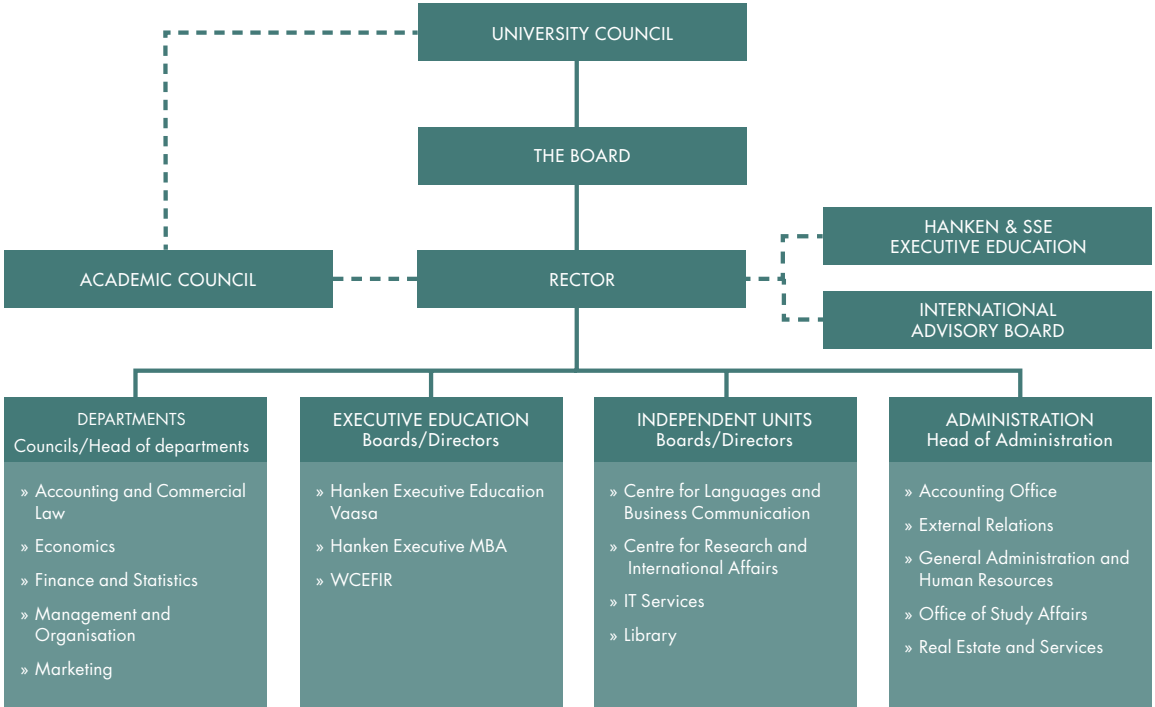 UNIVERSITY COUNCIL
THE BOARD
HANKEN & SSE
EXECUTIVE EDUCATION
ACADEMIC COUNCIL
RECTOR
INTERNATIONAL
ADVISORY BOARD
DEPARTMENTS
Councils/Head of departments
» Accounting and Commercial
Law
» Economics
» Finance and Statistics
» Management and
Organisation
» Marketing
EXECUTIVE EDUCATION
Boards/Directors
» Hanken Executive Education
Vaasa
» Hanken Executive MBA
» WCEFIR
INDEPENDENT UNITS
Boards/Directors
» Centre for Languages and
Business Communication
» Centre for Research and
International Affairs
» IT Services
» Library
ADMINISTRATION
Head of Administration
» Accounting Office
» External Relations
» General Administration and
Human Resources
» Office of Study Affairs
» Real Estate and Services